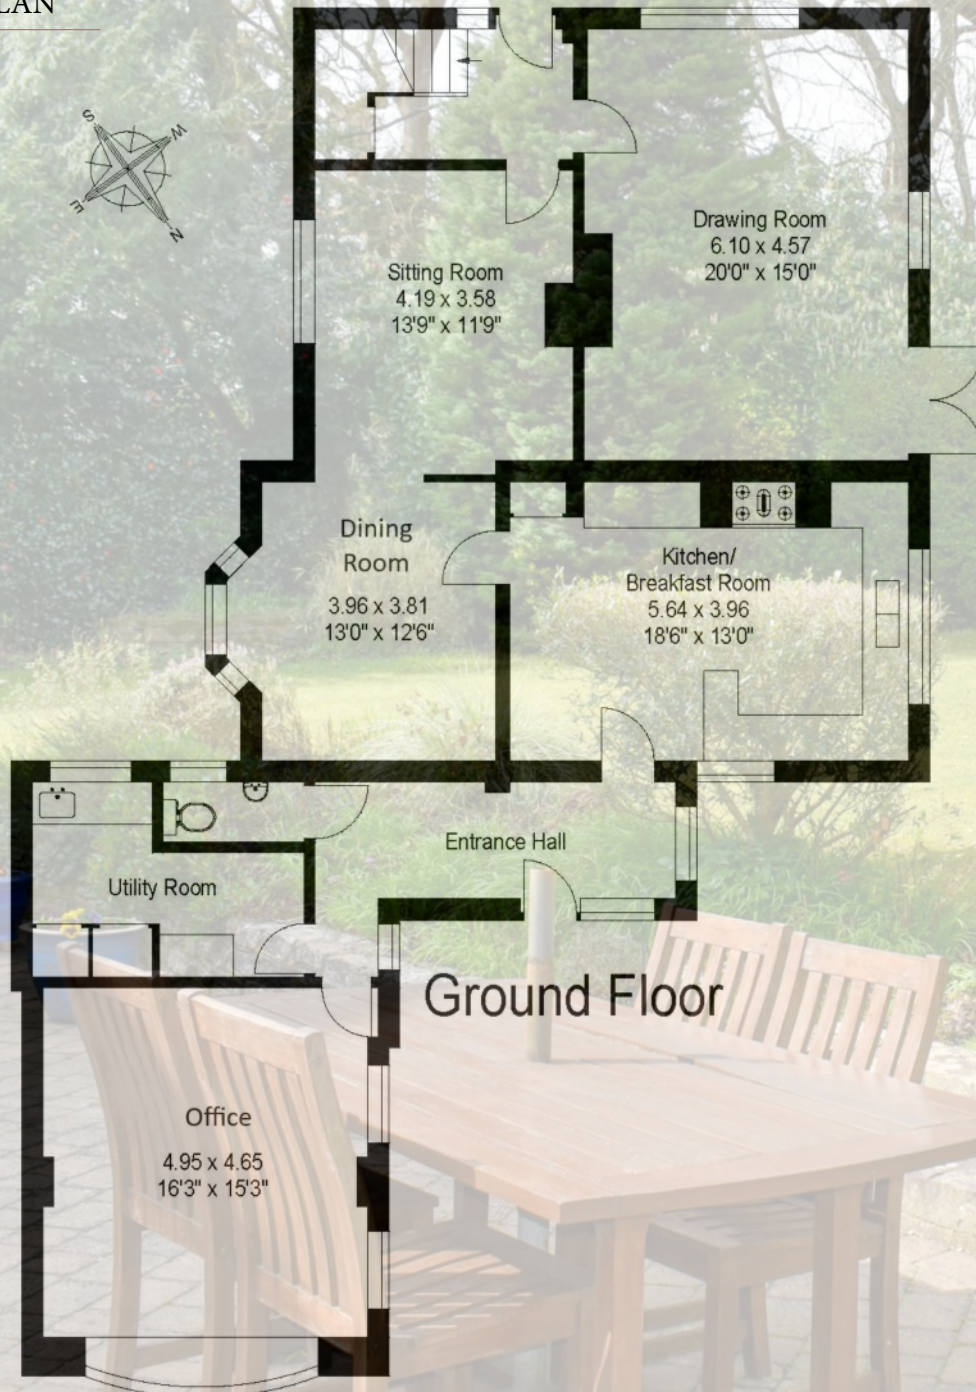 LAN
S
W
E
N
Drawing Room
6.10 x 4.57
20'0" x 15'0"
Sitting Room
4.19 x 3.58
13'9" x 11'9"
Dining
Room
3.96 x 3.81
13'0" x 12'6"
Kitchen/
Breakfast Room
5.64 x 3.96
18'6" x 13'0"
Entrance Hall
Utility Room
Ground Floor
Office
4.95 x 4.65
16'3" x 15'3"